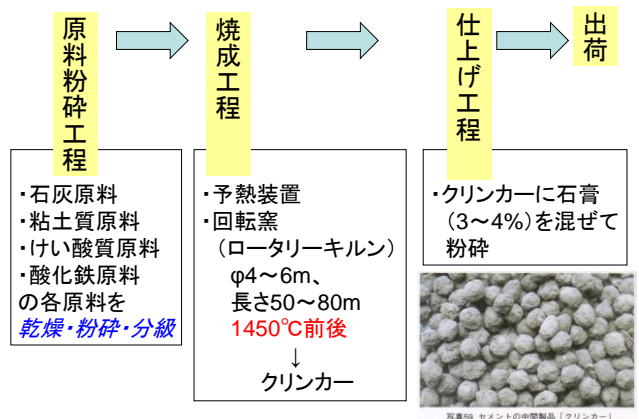 原料粉砕工程
焼成工程
仕上げ工程
出荷
・石灰原料
・粘土質原料
・けい酸質原料
・酸化鉄原料
の各原料を
乾燥・粉砕・分級
・予熱装置
・回転窯
（ロータリーキルン）
φ4～6m、
長さ50～80m
1450℃前後
↓
クリンカー
・クリンカーに石膏
（3～4%）を混ぜて
粉砕
写真59 セメントの中間製品「クリンカー」